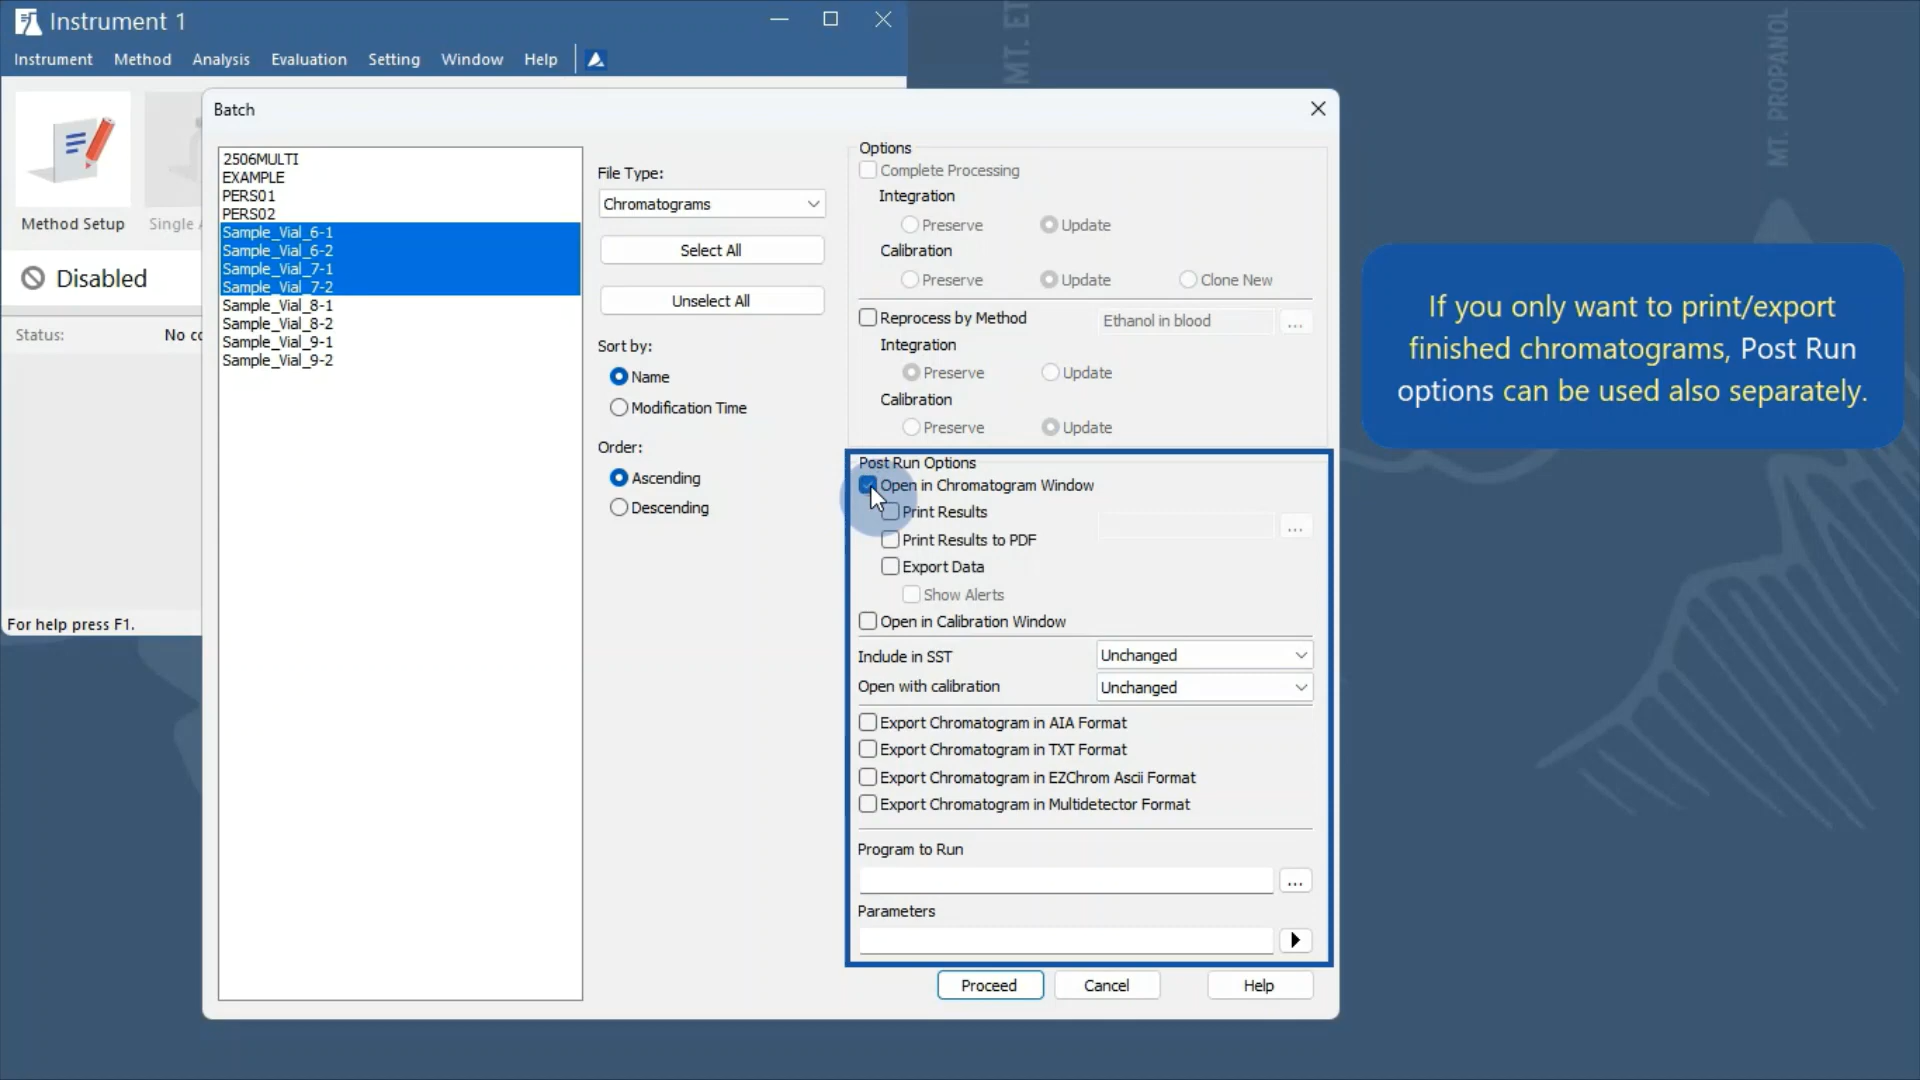 Instrument 1
Instrument Method Analysis Evaluation Setting Window Help
Method Setup
Single
Disabled
Status: No
For help press F1.
Batch
2506MULTI
EXAMPLE
PERS01
PERS02
Sample_Vial_6-1
Sample_Vial_6-2
Sample_Vial_7-1
Sample_Vial_7-2
Sample_Vial_8-1
Sample_Vial_8-2
Sample_Vial_9-1
Sample_Vial_9-2
File Type:
Chromatograms
Select All
Unselect All
Sort by:
Name
Modification Time
Order:
Ascending
Descending
Options
Complete Processing
Integration
Preserve Update
Calibration
Preserve Update Clone New
Reprocess by Method Ethanol in blood ...
Integration
Preserve Update
Calibration
Preserve Update
Post Run Options
Open in Chromatogram Window
Print Results ...
Print Results to PDF
Export Data
Show Alerts
Open in Calibration Window
Include in SST Unchanged
Open with calibration Unchanged
Export Chromatogram in AIA Format
Export Chromatogram in TXT Format
Export Chromatogram in EZChrom Ascii Format
Export Chromatogram in Multidetector Format
Program to Run
...
Parameters
Proceed Cancel Help
If you only want to print/export
finished chromatograms, Post Run
options can be used also separately.
MT. PROPANOL